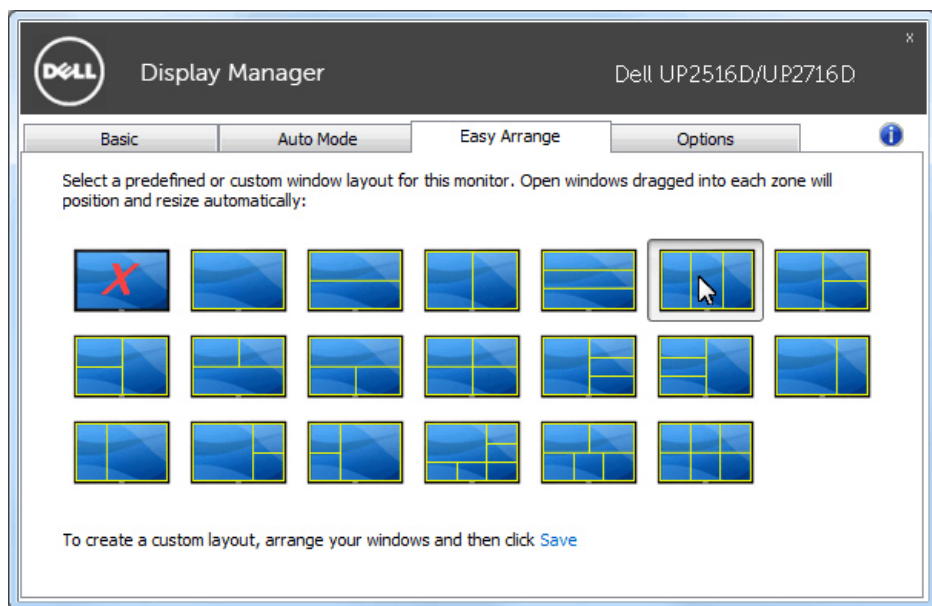 DELL
Display Manager
Dell UP2516D/UP2716D
x
Basic
Auto Mode
Easy Arrange
Options
i
Select a predefined or custom window layout for this monitor. Open windows dragged into each zone will
position and resize automatically:
X
To create a custom layout, arrange your windows and then click Save